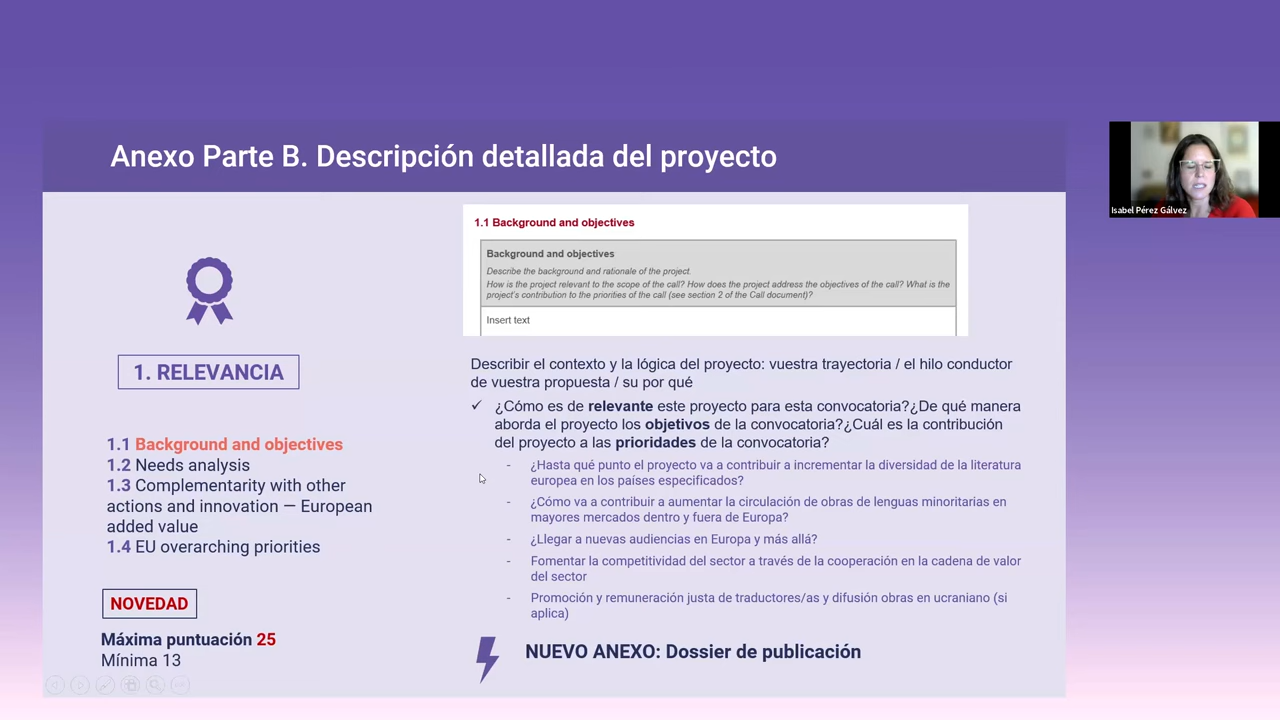 Anexo Parte B. Descripción detallada del proyecto
Isabel Pérez Gálvez
1. RELEVANCIA
1.1 Background and objectives
1.2 Needs analysis
1.3 Complementarity with other
actions and innovation — European
added value
1.4 EU overarching priorities
NOVEDAD
Máxima puntuación 25
Mínima 13
1.1 Background and objectives
Background and objectives
Describe the background and rationale of the project.
How is the project relevant to the scope of the call? How does the project address the objectives of the call? What is the
project's contribution to the priorities of the call (see section 2 of the Call document)?
Insert text
Describir el contexto y la lógica del proyecto: vuestra trayectoria / el hilo conductor
de vuestra propuesta / su por qué
✓ ¿Cómo es de relevante este proyecto para esta convocatoria?¿De qué manera
aborda el proyecto los objetivos de la convocatoria?¿Cuál es la contribución
del proyecto a las prioridades de la convocatoria?
- ¿Hasta qué punto el proyecto va a contribuir a incrementar la diversidad de la literatura
europea en los países especificados?
- ¿Cómo va a contribuir a aumentar la circulación de obras de lenguas minoritarias en
mayores mercados dentro y fuera de Europa?
- ¿Llegar a nuevas audiencias en Europa y más allá?
- Fomentar la competitividad del sector a través de la cooperación en la cadena de valor
del sector
- Promoción y remuneración justa de traductores/as y difusión obras en ucraniano (si
aplica)
NUEVO ANEXO: Dossier de publicación